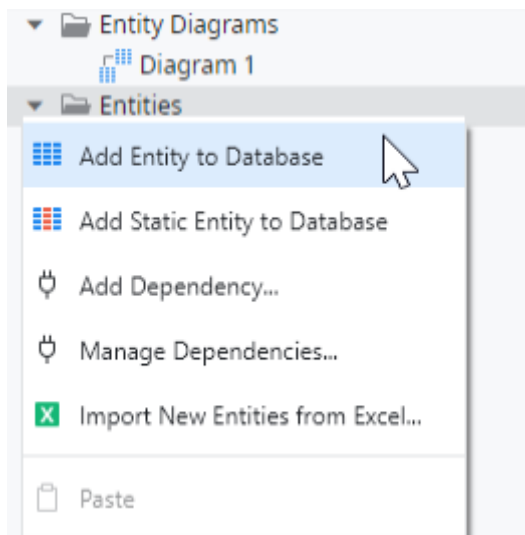 Entity Diagrams
Diagram 1
Entities
Add Entity to Database
Add Static Entity to Database
Add Dependency...
Manage Dependencies...
Import New Entities from Excel...
Paste